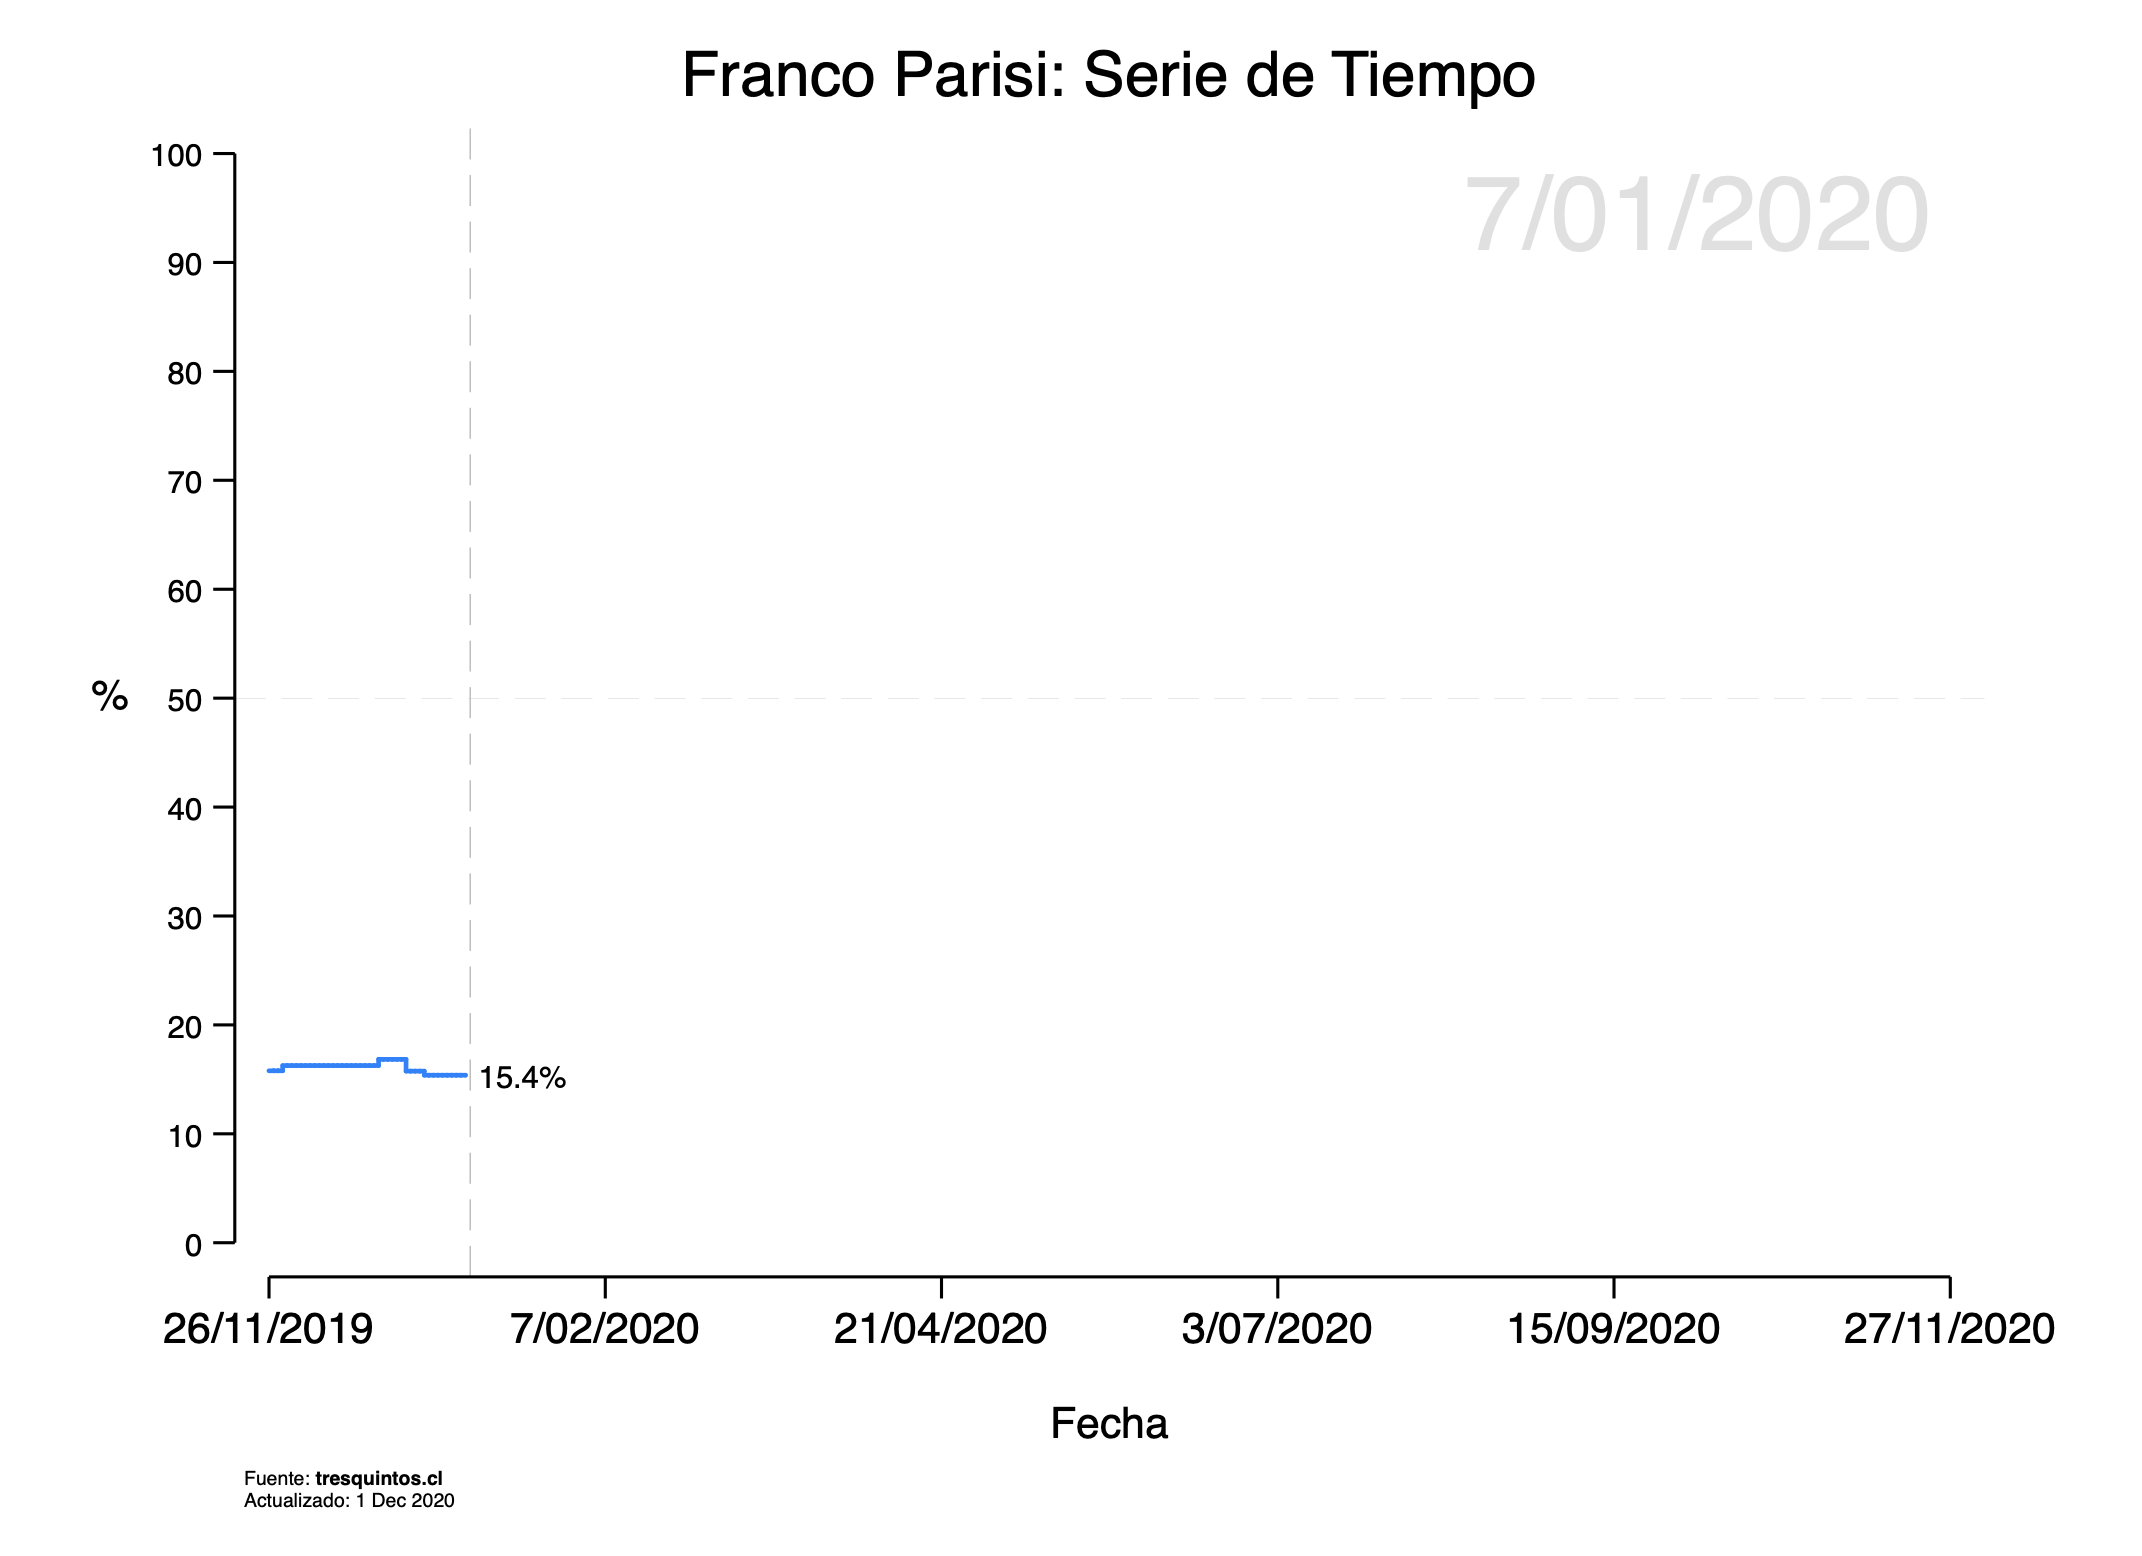 Franco Parisi: Serie de Tiempo
7/01/2020
100
90
80
70
60
50
40
30
20
10
0
%
15.4%
26/11/2019 7/02/2020 21/04/2020 3/07/2020 15/09/2020 27/11/2020
Fecha
Fuente: tresquintos.cl
Actualizado: 1 Dec 2020